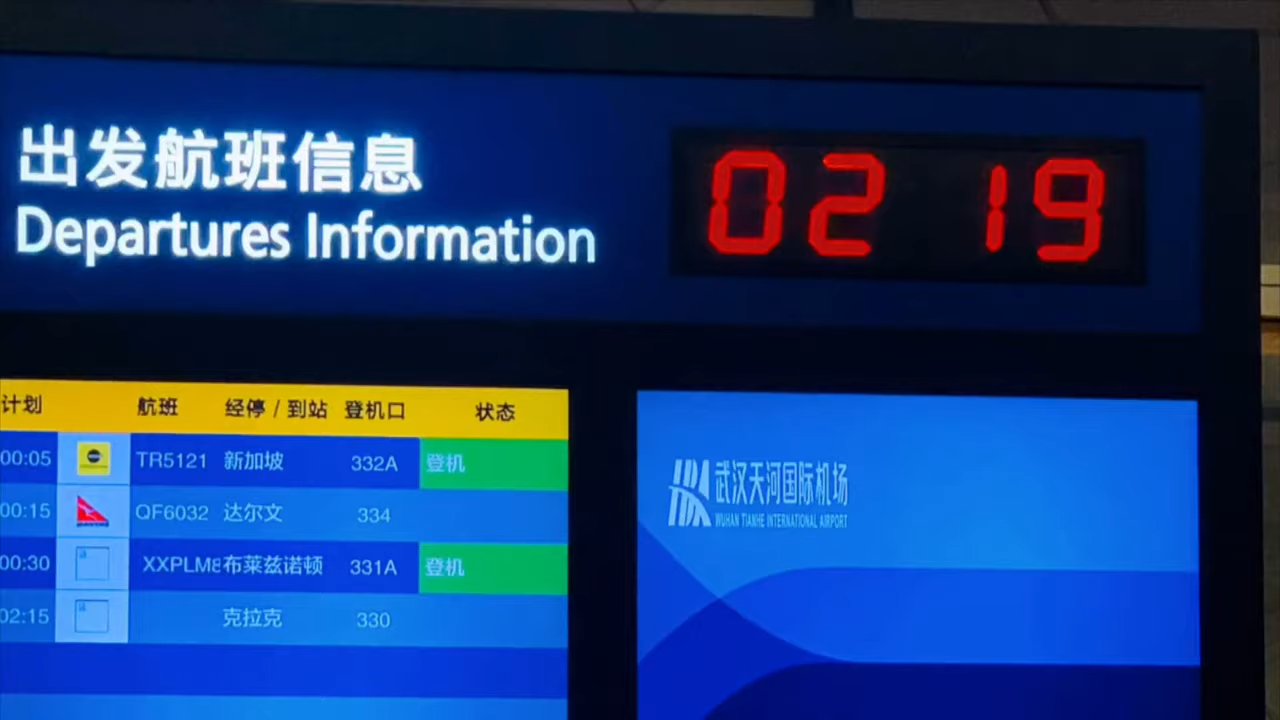 出发航班信息
Departures Information
02 19
计划 航班 经停 / 到站 登机口 状态
00:05 TR5121 新加坡 332A 登机
00:15 QF6032 达尔文 334
00:30 XXPLM8 布莱兹诺顿 331A 登机
02:15 克拉克 330
武汉天河国际机场
WUHAN TIANHE INTERNATIONAL AIRPORT